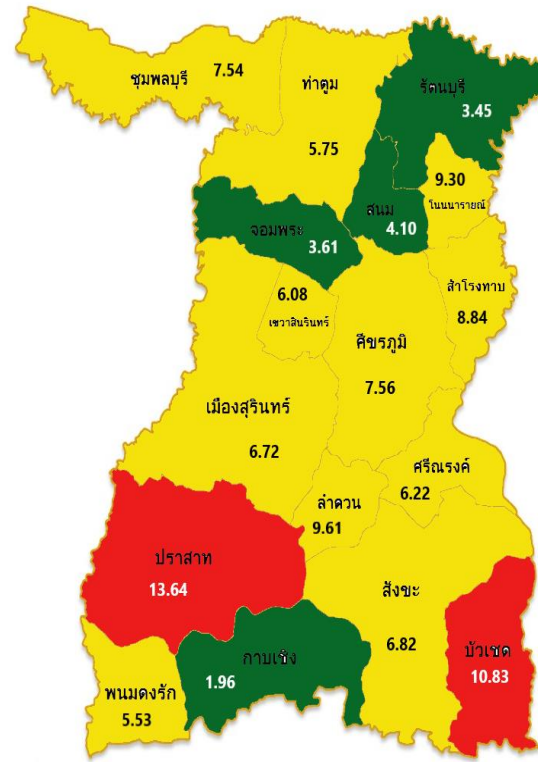 ชุมพลบุรี 7.54
ท่าตูม
5.75
รัตนบุรี
3.45
9.30
โนนนารายณ์
สนม
4.10
จอมพระ
3.61
6.08
เขวาสินรินทร์
สำโรงทาบ
8.84
ศีขรภูมิ
7.56
เมืองสุรินทร์
6.72
ศรีณรงค์
6.22
ลำดวน
9.61
ปราสาท
13.64
สังขะ
6.82
บัวเชด
10.83
กาบเชิง
1.96
พนมดงรัก
5.53